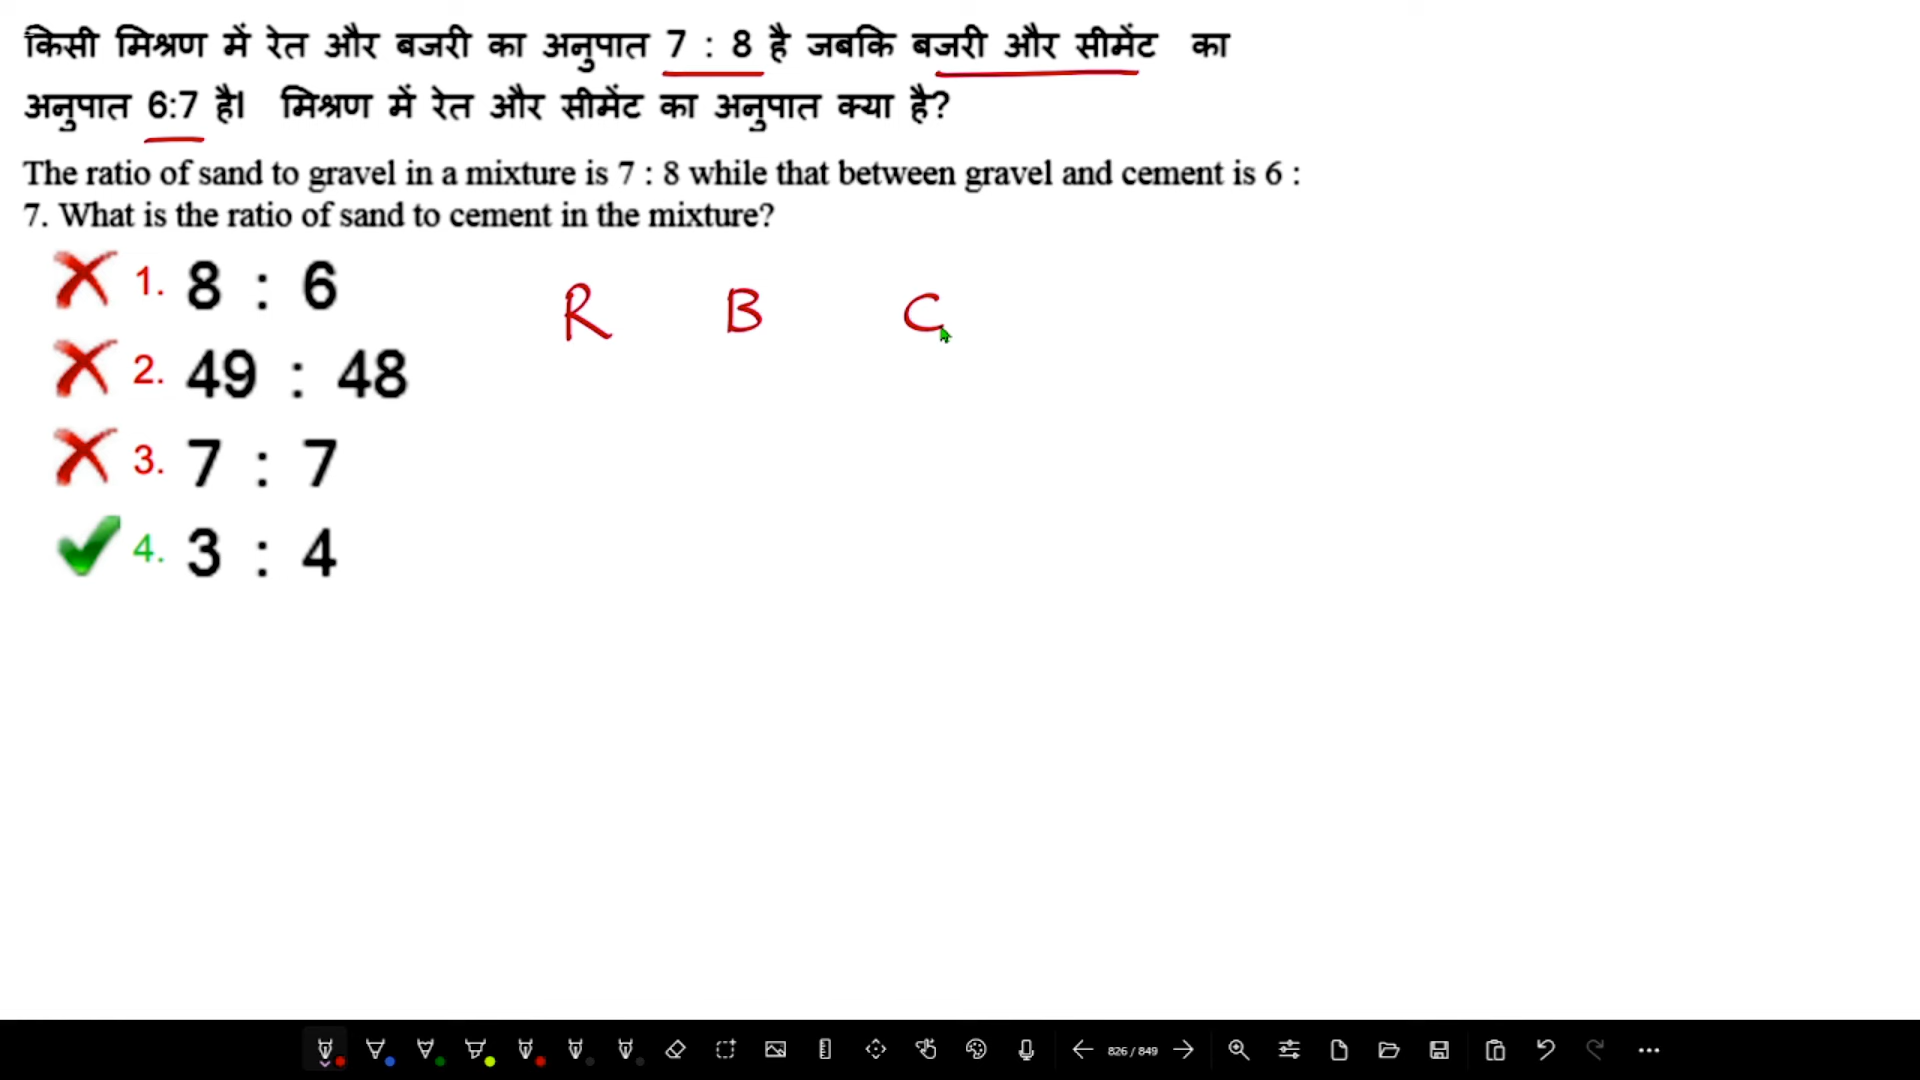 किसी मिश्रण में रेत और बजरी का अनुपात 7 : 8 है जबकि बजरी और सीमेंट का
अनुपात 6:7 है। मिश्रण में रेत और सीमेंट का अनुपात क्या है?
The ratio of sand to gravel in a mixture is 7 : 8 while that between gravel and cement is 6 :
7. What is the ratio of sand to cement in the mixture?
1. 8 : 6
2. 49 : 48
3. 7 : 7
4. 3 : 4
R B C
826 / 849